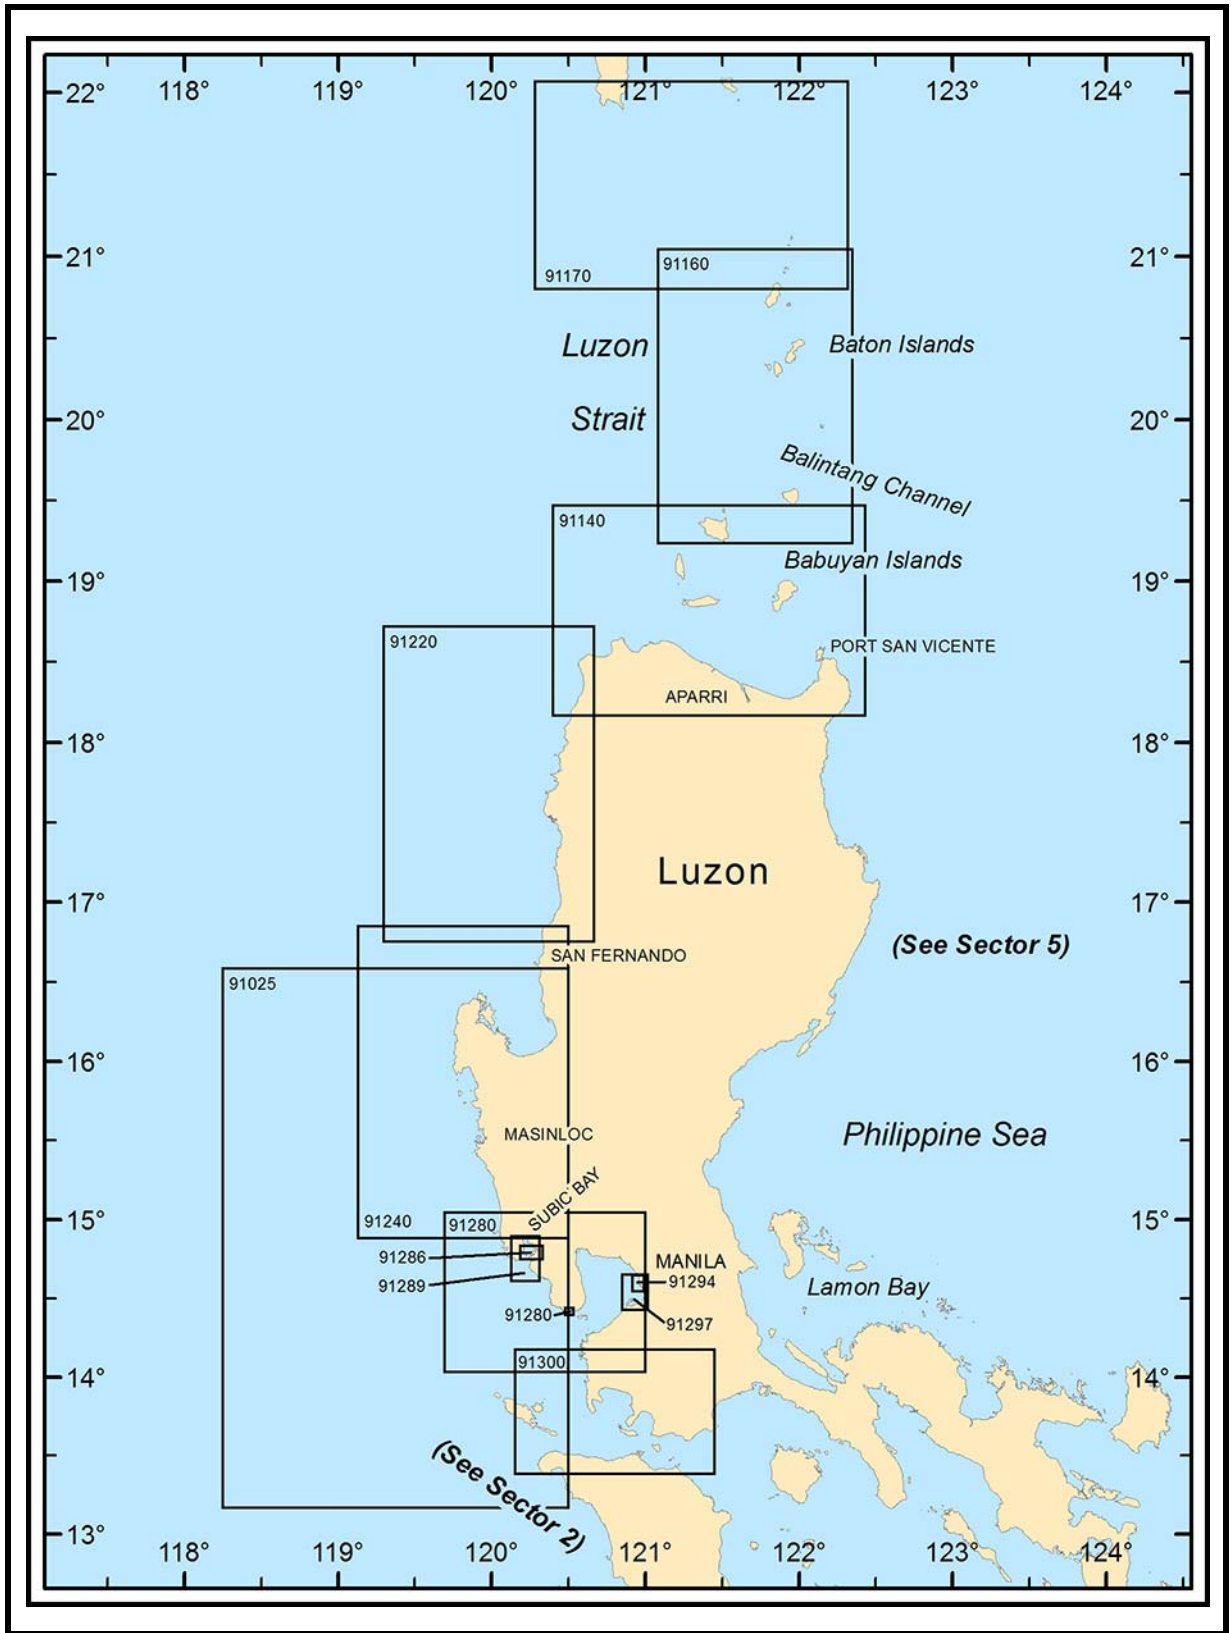 118° 119° 120° 121° 122° 123° 124°
22°
21° 21°
91160
91170
Luzon
Baton Islands
Strait
20° 20°
Balintang Channel
91140
Babuyan Islands
19° 19°
91220
PORT SAN VICENTE
APARRI
18° 18°
Luzon
17° 17°
(See Sector 5)
SAN FERNANDO
91025
16° 16°
MASINLOC
Philippine Sea
SUBIC BAY
15° 15°
91240
91280
91286
MANILA
91289
91294
Lamon Bay
91280
91297
91300
14° 14°
(See Sector 2)
13°
118° 119° 120° 121° 122° 123° 124°